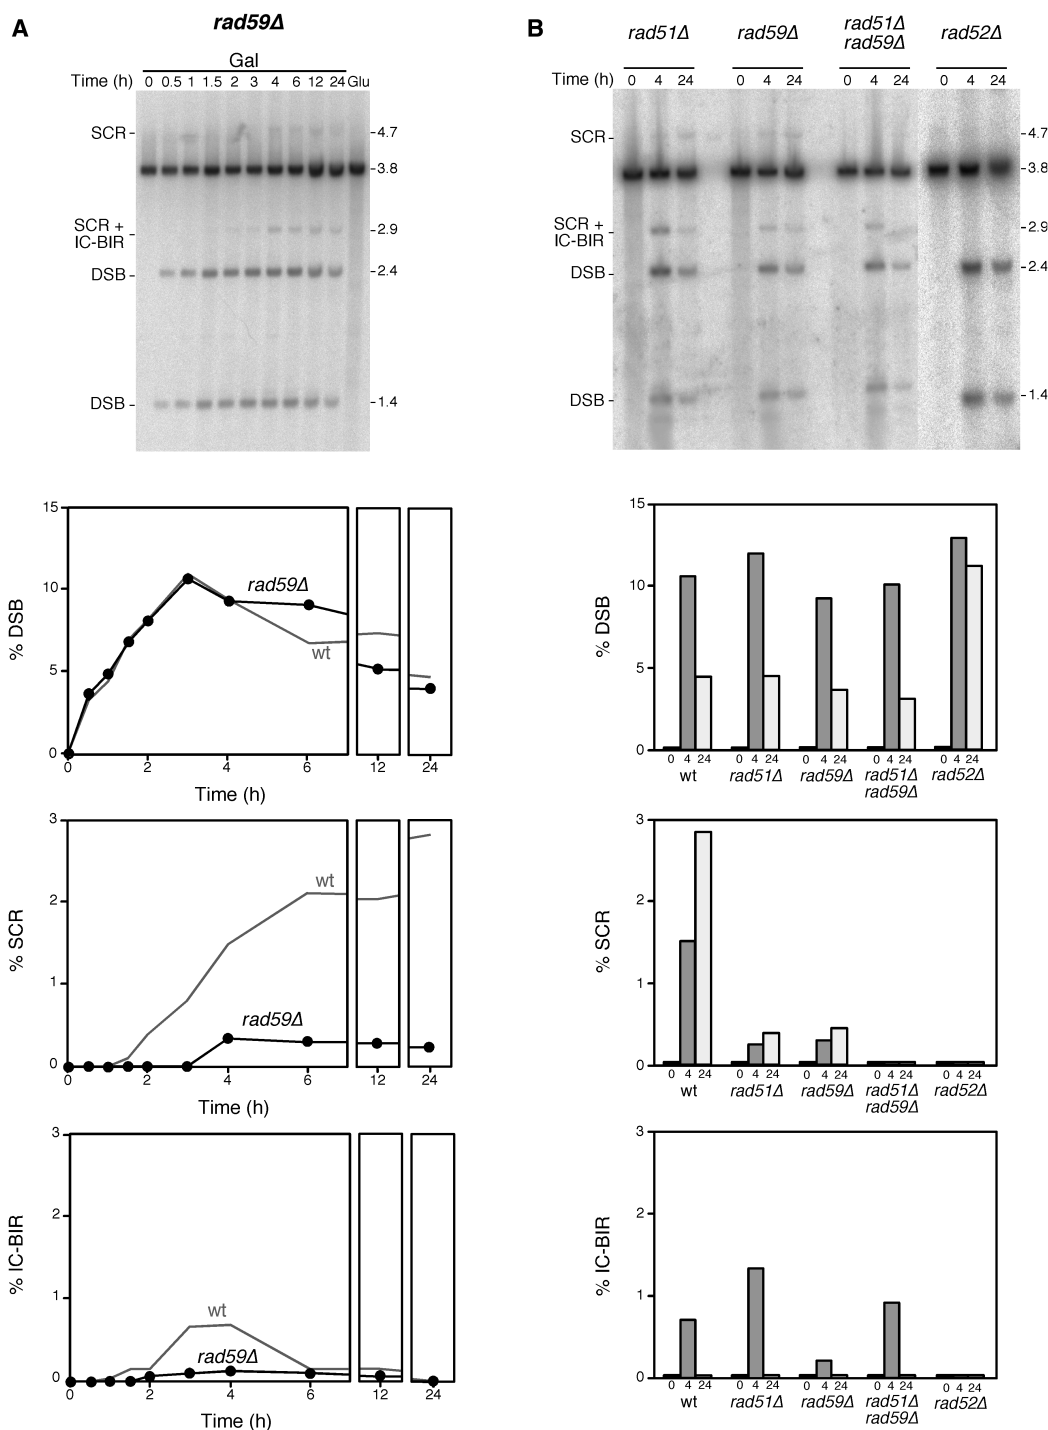 A
rad59Δ
Gal
Time (h) 0 0.5 1 1.5 2 3 4 6 12 24 Glu
SCR
4.7
3.8
SCR +
IC-BIR
2.9
DSB
2.4
DSB
1.4
B
rad51Δ rad59Δ rad51Δ rad59Δ rad52Δ
Time (h) 0 4 24 0 4 24 0 4 24 0 4 24
SCR
4.7
3.8
SCR +
IC-BIR
2.9
DSB
2.4
DSB
1.4
% DSB
15
10
5
0
rad59Δ
wt
0 2 4 6 12 24
Time (h)
% SCR
3
2
1
0
wt
rad59Δ
0 2 4 6 12 24
Time (h)
% IC-BIR
3
2
1
0
wt
rad59Δ
0 2 4 6 12 24
Time (h)
% DSB
15
10
5
0
0 4 24 0 4 24 0 4 24 0 4 24 0 4 24
wt rad51Δ rad59Δ rad51Δ rad52Δ
rad59Δ
% SCR
3
2
1
0
0 4 24 0 4 24 0 4 24 0 4 24 0 4 24
wt rad51Δ rad59Δ rad51Δ rad52Δ
rad59Δ
% IC-BIR
3
2
1
0
0 4 24 0 4 24 0 4 24 0 4 24 0 4 24
wt rad51Δ rad59Δ rad51Δ rad52Δ
rad59Δ